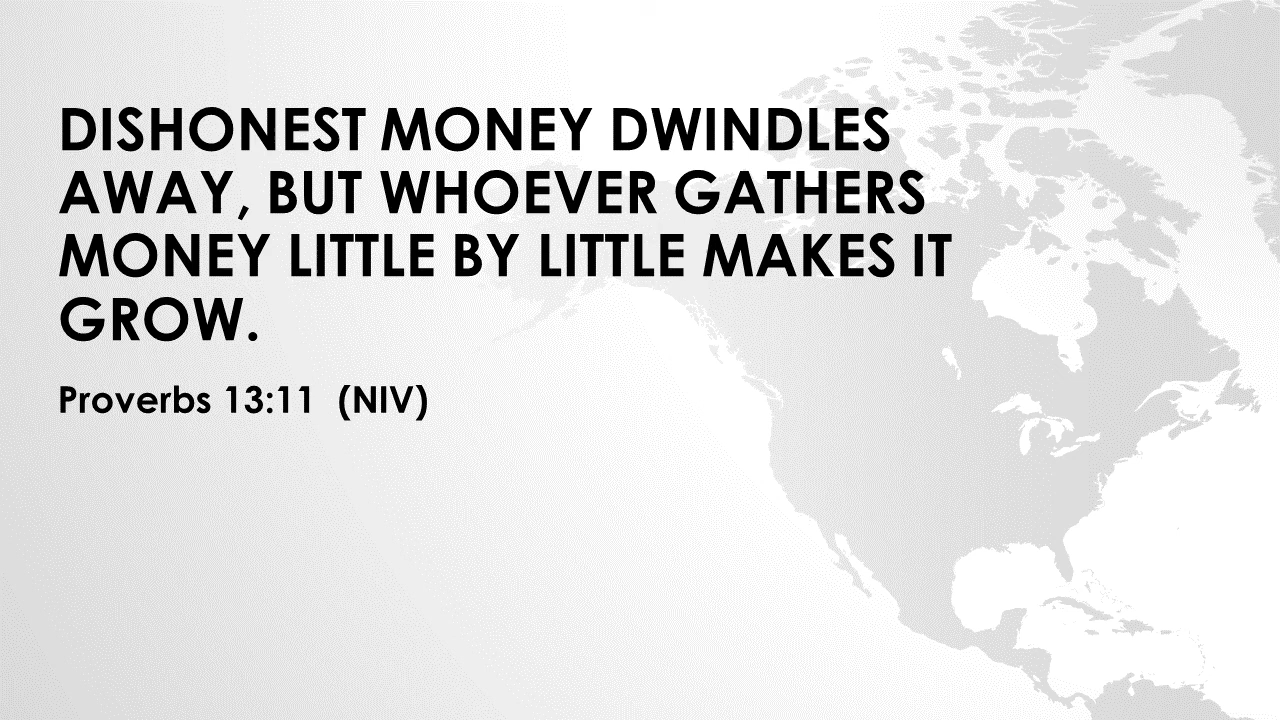 DISHONEST MONEY DWINDLES
AWAY, BUT WHOEVER GATHERS
MONEY LITTLE BY LITTLE MAKES IT
GROW.
Proverbs 13:11  (NIV)